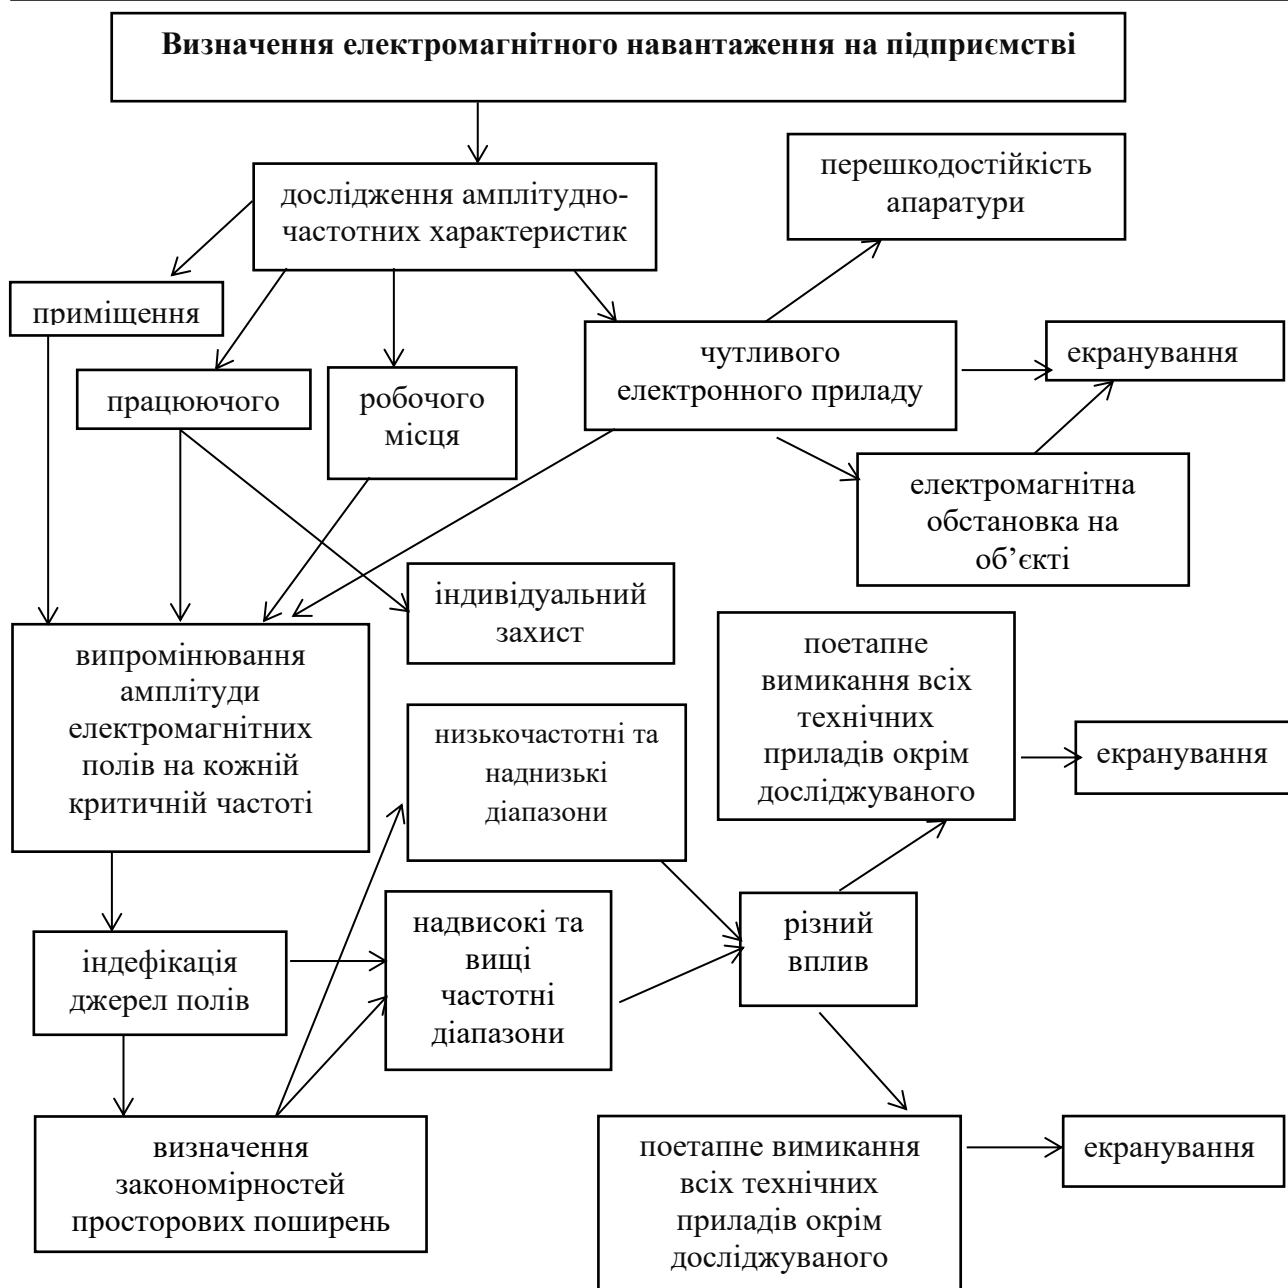 Визначення електромагнітного навантаження на підприємстві
перешкодостійкість
апаратури
дослідження амплітудно-
частотних характеристик
приміщення
чутливого
електронного приладу
екранування
працюючого
робочого
місця
електромагнітна
обстановка на
об’єкті
індивідуальний
захист
випромінювання
амплітуди
електромагнітних
полів на кожній
критичній частоті
поетапне
вимикання всіх
технічних
приладів окрім
досліджуваного
низькочастотні та
наднизькі
діапазони
екранування
надвисокі та
вищі
частотні
діапазони
різний
вплив
індефікація
джерел полів
визначення
закономірностей
просторових поширень
поетапне вимикання
всіх технічних
приладів окрім
досліджуваного
екранування